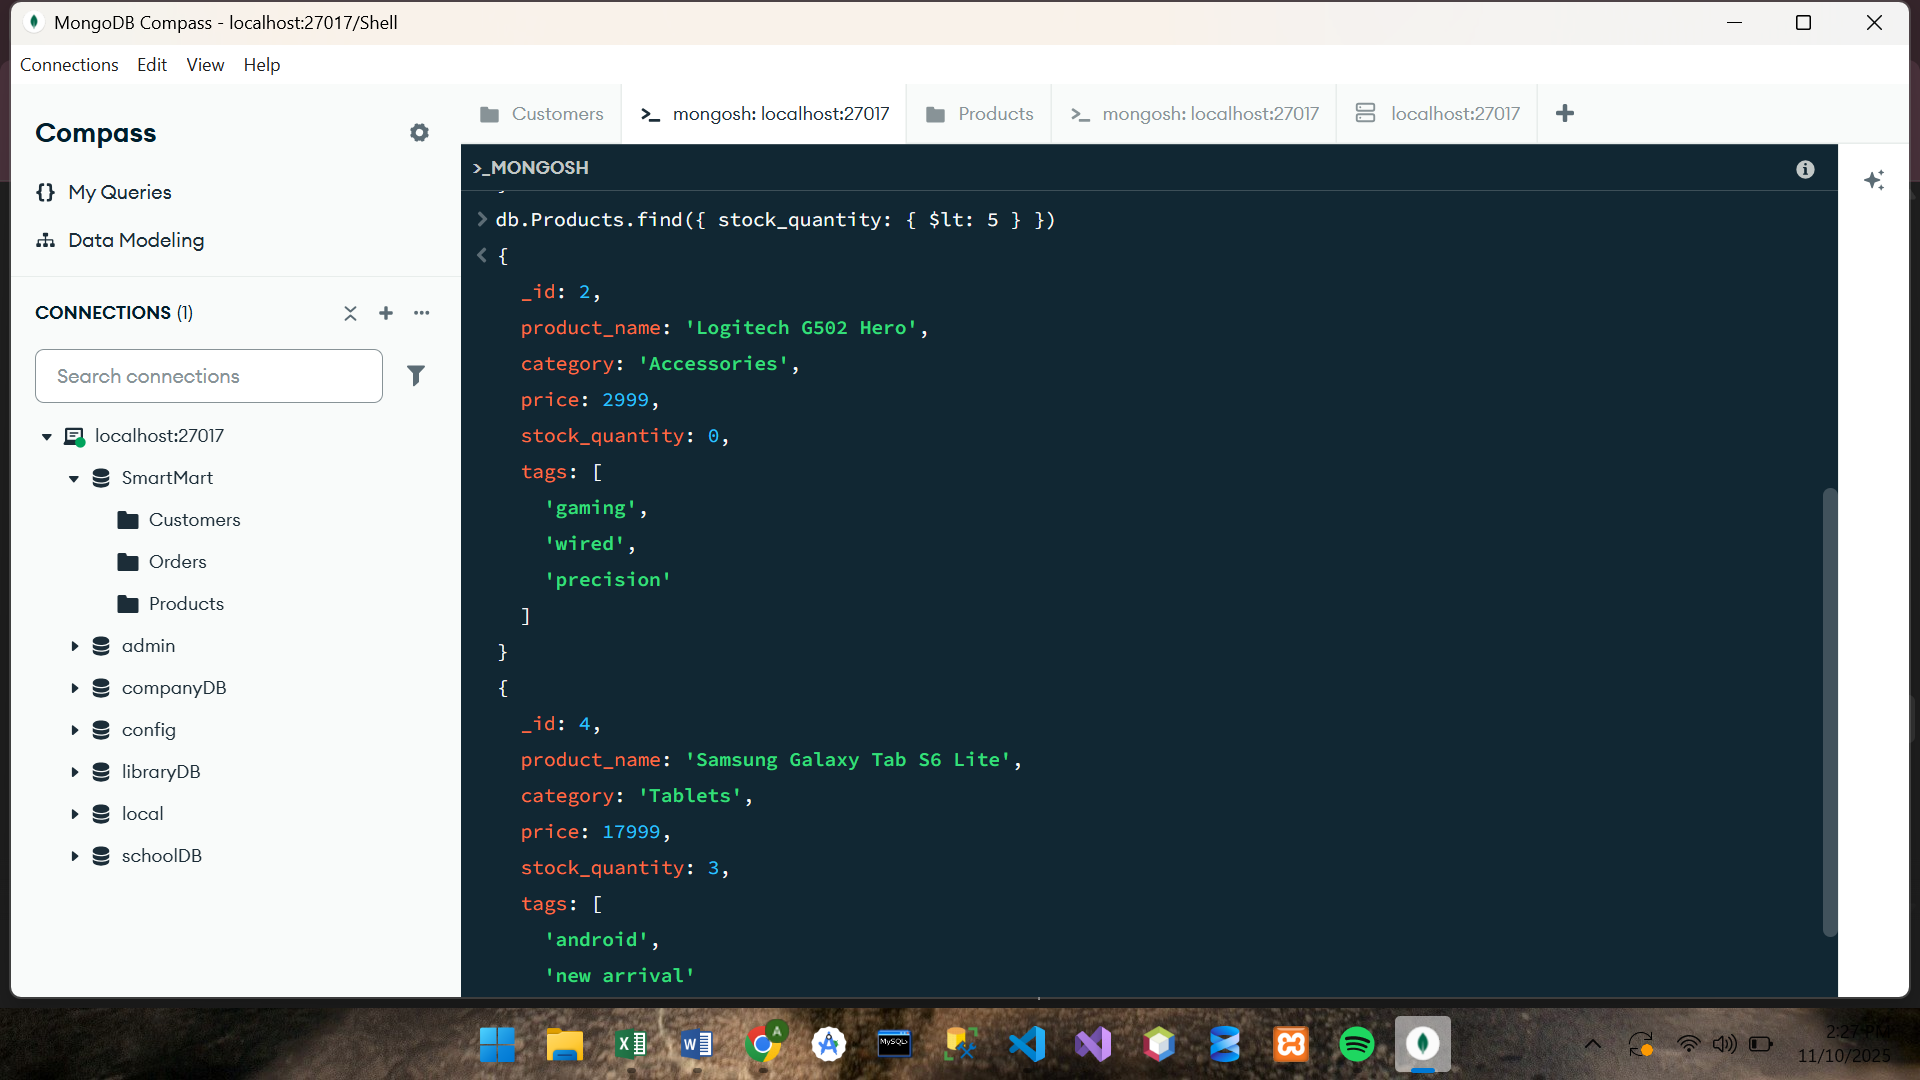 MongoDB Compass - localhost:27017/Shell
Connections Edit View Help
Compass
My Queries
Data Modeling
CONNECTIONS (1)
Search connections
localhost:27017
SmartMart
Customers
Orders
Products
admin
companyDB
config
libraryDB
local
schoolDB
Customers >_ mongosh: localhost:27017 Products >_ mongosh: localhost:27017 localhost:27017
>_MONGOSH
> db.Products.find({ stock_quantity: { $lt: 5 } })
< {
_id: 2,
product_name: 'Logitech G502 Hero',
category: 'Accessories',
price: 2999,
stock_quantity: 0,
tags: [
'gaming',
'wired',
'precision'
]
}
{
_id: 4,
product_name: 'Samsung Galaxy Tab S6 Lite',
category: 'Tablets',
price: 17999,
stock_quantity: 3,
tags: [
'android',
'new arrival'
A
MySQL
2:27 PM
11/10/2025